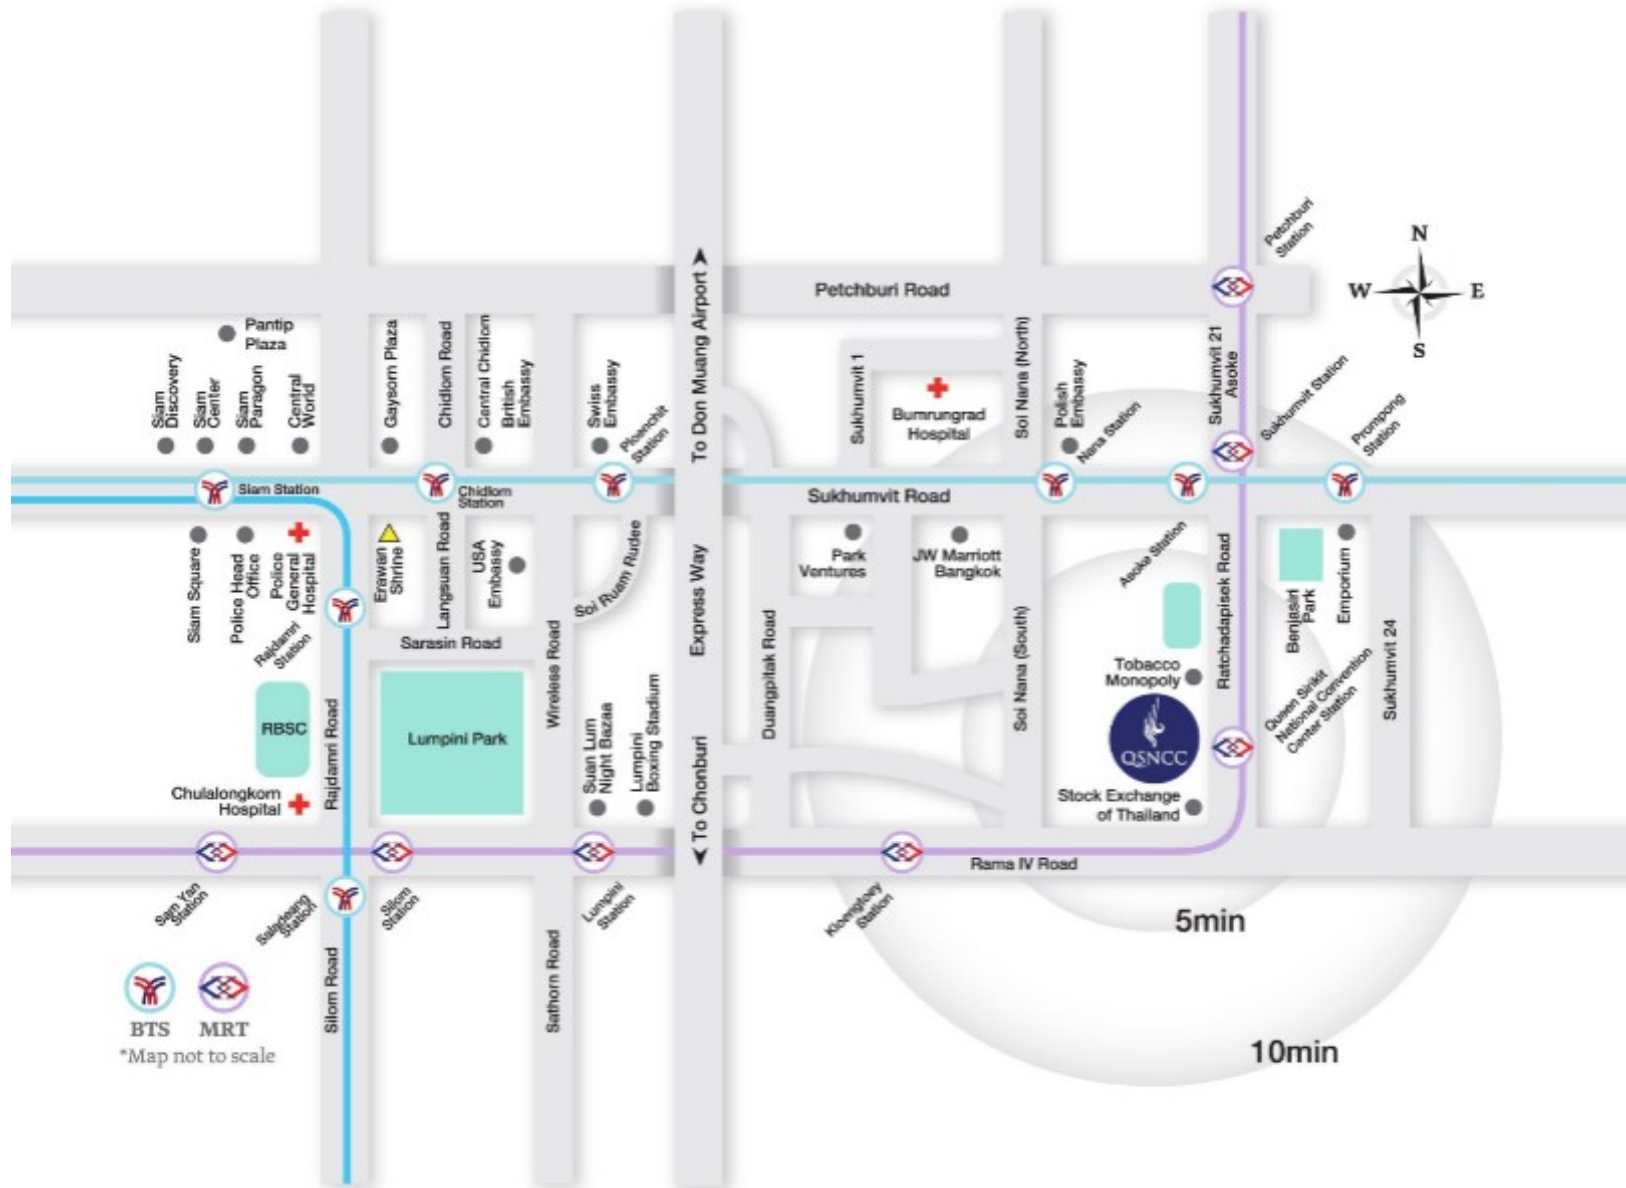 Petchburi
Station
N
W
E
S
To Don Muang Airport
Petchburi Road
Pantip
Plaza
Siam
Discovery
Siam
Center
Siam
Paragon
Central
World
Gaysorn Plaza
Chidlom Road
Central Chidlom
British
Embassy
Swiss
Embassy
Ploenchit
Station
Sukhumvit 1
Bumrungrad
Hospital
Soi Nana (North)
Polish
Embassy
Nana Station
Sukhumvit 21
Asoke
Sukhumvit Station
Prompong
Station
Siam Station
Chidlom
Station
Sukhumvit Road
Siam Square
Police Head
Office
Police
General
Hospital
Rajdamri
Station
Erawan
Shrine
Langsuan Road
USA
Embassy
Soi Ruam Rudee
Express Way
Park
Ventures
JW Marriott
Bangkok
Asoke Station
Ratchadapisek Road
Benjasiri
Park
Emporium
Sarasin Road
Wireless Road
Duangpitak Road
Soi Nana (South)
Tobacco
Monopoly
Queen Sirikit
National Convention
Center Station
Sukhumvit 24
RBSC
Rajdamri Road
Lumpini Park
Suan Lum
Night Bazaa
Lumpini
Boxing Stadium
To Chonburi
QSNCC
Chulalongkorn
Hospital
Stock Exchange
of Thailand
Rama IV Road
Sam Yan
Station
Saladaeng
Station
Silom
Station
Lumpini
Station
Kloengtoey
Station
5min
Silom Road
Sathorn Road
BTS
MRT
*Map not to scale
10min